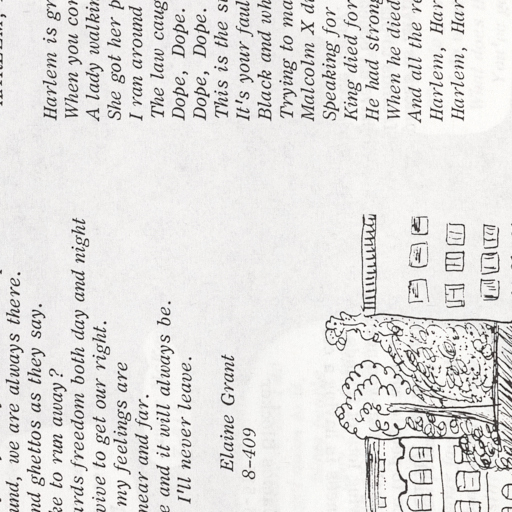 und, we are always there.
nd ghettos as they say.
ke to run away?
ards freedom both day and night
vive to get our right.
my feelings are
near and far.
e and it will always be.
I'll never leave.
Elaine Grant
8-409
Harlem is gr
When you con
A lady walkin
She got her p
I ran around
The law caug
Dope, Dope.
Dope, Dope.
This is the s
It's your faul
Black and wh
Trying to ma
Malcolm X d
Speaking for
King died for
He had strong
When he died
And all the re
Harlem, Har
Harlem, Har